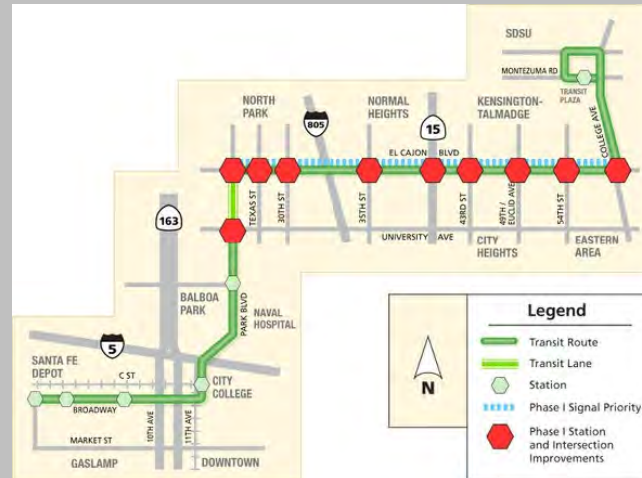 SDSU
MONTEZUMA RD
TRANSIT
PLAZA
COLLEGE AVE
NORTH
PARK
805
NORMAL
HEIGHTS
15
KENSINGTON-
TALMADGE
EL CAJON BLVD
163
TEXAS ST
30TH ST
35TH ST
43RD ST
49TH /
EUCLID AVE
54TH ST
UNIVERSITY AVE
CITY
HEIGHTS
EASTERN
AREA
BALBOA
PARK
PARK BLVD
NAVAL
HOSPITAL
5
SANTA FE
DEPOT
C ST
CITY
COLLEGE
BROADWAY
10TH AVE
11TH AVE
MARKET ST
GASLAMP
DOWNTOWN
N
Legend
Transit Route
Transit Lane
Station
Phase I Signal Priority
Phase I Station
and Intersection
Improvements